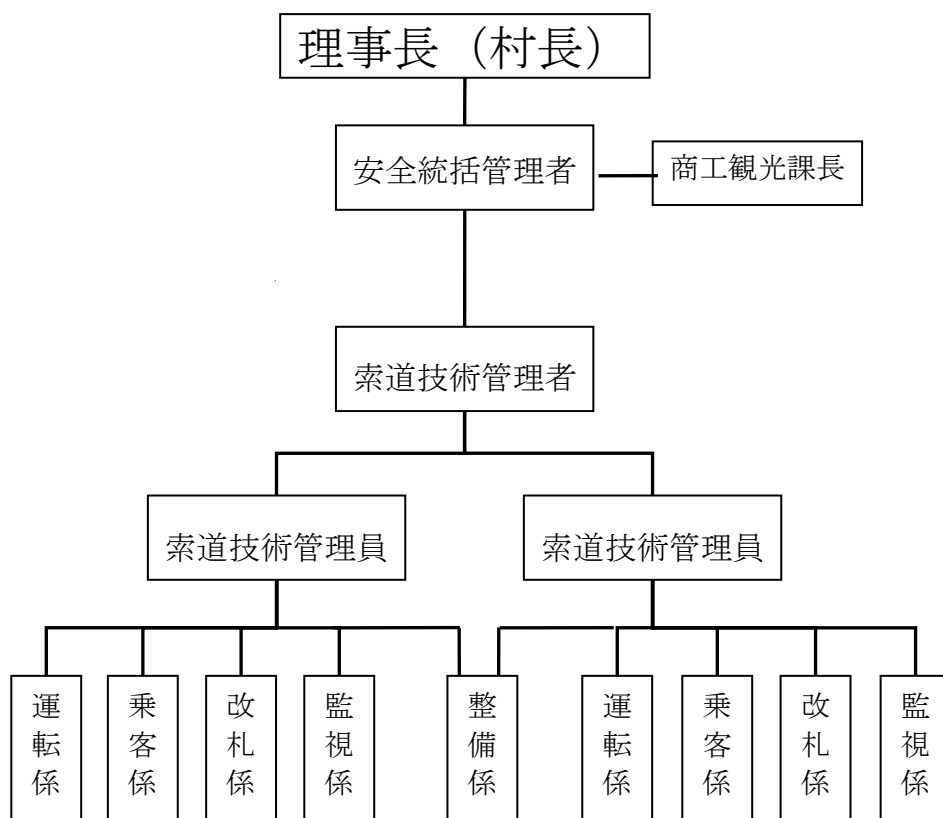 理事長（村長）
安全統括管理者
商工観光課長
索道技術管理者
索道技術管理員
索道技術管理員
運転係
乗客係
改札係
監視係
整備係
運転係
乗客係
改札係
監視係